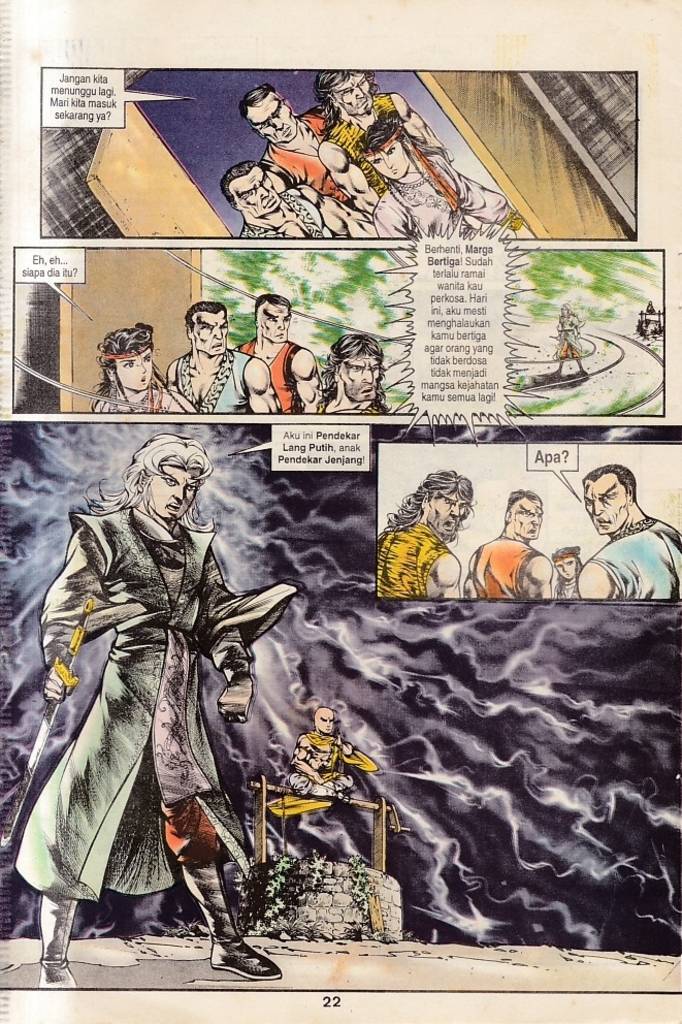 Jangan kita
menunggu lagi.
Mari kita masuk
sekarang ya?
Eh, eh...
siapa dia itu?
Berhenti, Marga
Bertiga! Sudah
terlalu ramai
wanita kau
perkosa. Hari
ini, aku mesti
menghalaukan
kamu bertiga
agar orang yang
tidak berdosa
tidak menjadi
mangsa kejahatan
kamu semua lagi!
Aku ini Pendekar
Lang Putih, anak
Pendekar Jenjang!
Apa?
22